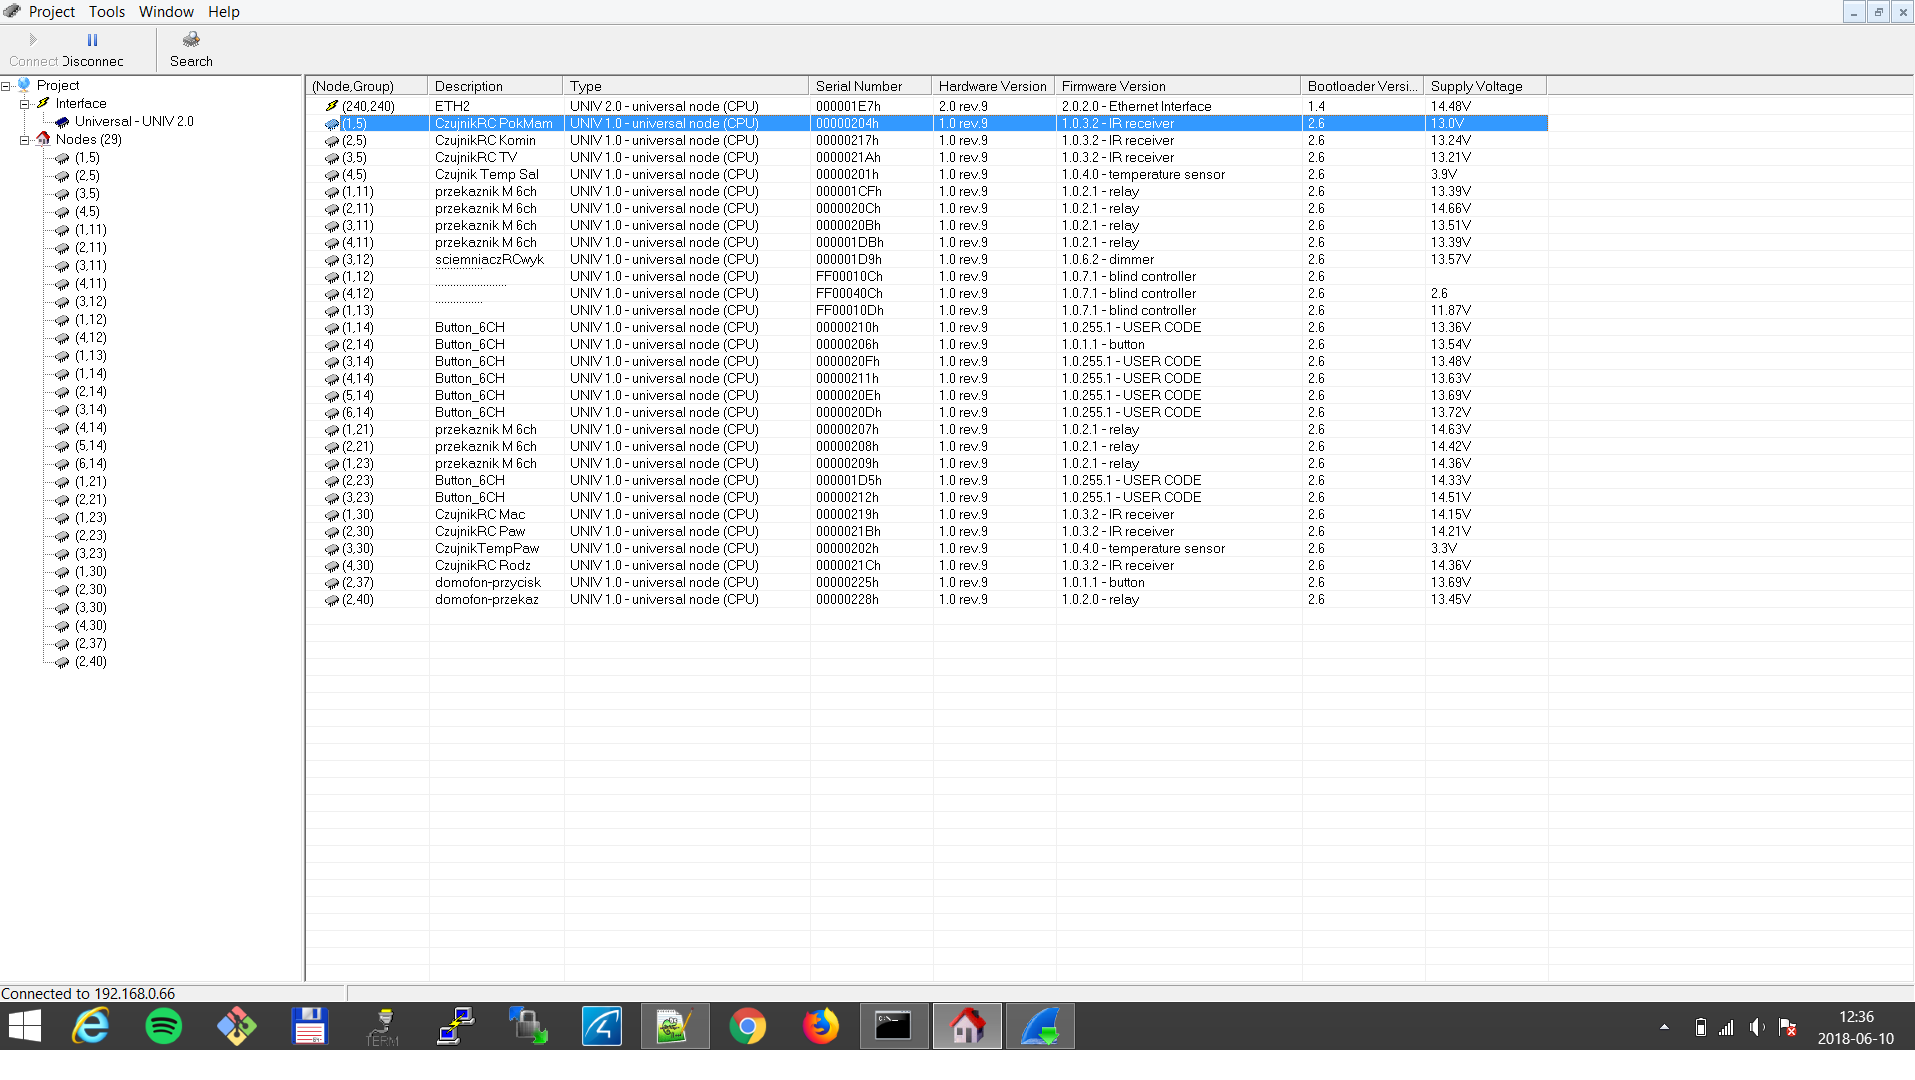 Project Tools Window Help
Connect Disconnec Search
Project
Interface
Universal - UNIV 2.0
Nodes (29)
(1,5)
(2,5)
(3,5)
(4,5)
(1,11)
(2,11)
(3,11)
(4,11)
(3,12)
(1,12)
(4,12)
(1,13)
(1,14)
(2,14)
(3,14)
(4,14)
(5,14)
(6,14)
(1,21)
(2,21)
(1,23)
(2,23)
(3,23)
(1,30)
(2,30)
(3,30)
(4,30)
(2,37)
(2,40)
(Node,Group) Description Type Serial Number Hardware Version Firmware Version Bootloader Versi... Supply Voltage
(240,240) ETH2 UNIV 2.0 - universal node (CPU) 000001E7h 2.0 rev.9 2.0.2.0 - Ethernet Interface 1.4 14.48V
(1,5) CzujnikRC PokMam UNIV 1.0 - universal node (CPU) 00000204h 1.0 rev.9 1.0.3.2 - IR receiver 2.6 13.0V
(2,5) CzujnikRC Komin UNIV 1.0 - universal node (CPU) 00000217h 1.0 rev.9 1.0.3.2 - IR receiver 2.6 13.24V
(3,5) CzujnikRC TV UNIV 1.0 - universal node (CPU) 0000021Ah 1.0 rev.9 1.0.3.2 - IR receiver 2.6 13.21V
(4,5) Czujnik Temp Sal UNIV 1.0 - universal node (CPU) 00000201h 1.0 rev.9 1.0.4.0 - temperature sensor 2.6 3.9V
(1,11) przekaznik M 6ch UNIV 1.0 - universal node (CPU) 000001CFh 1.0 rev.9 1.0.2.1 - relay 2.6 13.39V
(2,11) przekaznik M 6ch UNIV 1.0 - universal node (CPU) 0000020Ch 1.0 rev.9 1.0.2.1 - relay 2.6 14.66V
(3,11) przekaznik M 6ch UNIV 1.0 - universal node (CPU) 0000020Bh 1.0 rev.9 1.0.2.1 - relay 2.6 13.51V
(4,11) przekaznik M 6ch UNIV 1.0 - universal node (CPU) 000001DBh 1.0 rev.9 1.0.2.1 - relay 2.6 13.39V
(3,12) sciemniaczRCwyk UNIV 1.0 - universal node (CPU) 000001D9h 1.0 rev.9 1.0.6.2 - dimmer 2.6 13.57V
(1,12) UNIV 1.0 - universal node (CPU) FF00010Ch 1.0 rev.9 1.0.7.1 - blind controller 2.6
(4,12) UNIV 1.0 - universal node (CPU) FF00040Ch 1.0 rev.9 1.0.7.1 - blind controller 2.6 2.6
(1,13) UNIV 1.0 - universal node (CPU) FF00010Dh 1.0 rev.9 1.0.7.1 - blind controller 2.6 11.87V
(1,14) Button_6CH UNIV 1.0 - universal node (CPU) 00000210h 1.0 rev.9 1.0.255.1 - USER CODE 2.6 13.36V
(2,14) Button_6CH UNIV 1.0 - universal node (CPU) 00000206h 1.0 rev.9 1.0.1.1 - button 2.6 13.54V
(3,14) Button_6CH UNIV 1.0 - universal node (CPU) 0000020Fh 1.0 rev.9 1.0.255.1 - USER CODE 2.6 13.48V
(4,14) Button_6CH UNIV 1.0 - universal node (CPU) 00000211h 1.0 rev.9 1.0.255.1 - USER CODE 2.6 13.63V
(5,14) Button_6CH UNIV 1.0 - universal node (CPU) 0000020Eh 1.0 rev.9 1.0.255.1 - USER CODE 2.6 13.69V
(6,14) Button_6CH UNIV 1.0 - universal node (CPU) 0000020Dh 1.0 rev.9 1.0.255.1 - USER CODE 2.6 13.72V
(1,21) przekaznik M 6ch UNIV 1.0 - universal node (CPU) 00000207h 1.0 rev.9 1.0.2.1 - relay 2.6 14.63V
(2,21) przekaznik M 6ch UNIV 1.0 - universal node (CPU) 00000208h 1.0 rev.9 1.0.2.1 - relay 2.6 14.42V
(1,23) przekaznik M 6ch UNIV 1.0 - universal node (CPU) 00000209h 1.0 rev.9 1.0.2.1 - relay 2.6 14.36V
(2,23) Button_6CH UNIV 1.0 - universal node (CPU) 000001D5h 1.0 rev.9 1.0.255.1 - USER CODE 2.6 14.33V
(3,23) Button_6CH UNIV 1.0 - universal node (CPU) 00000212h 1.0 rev.9 1.0.255.1 - USER CODE 2.6 14.51V
(1,30) CzujnikRC Mac UNIV 1.0 - universal node (CPU) 00000219h 1.0 rev.9 1.0.3.2 - IR receiver 2.6 14.15V
(2,30) CzujnikRC Paw UNIV 1.0 - universal node (CPU) 0000021Bh 1.0 rev.9 1.0.3.2 - IR receiver 2.6 14.21V
(3,30) CzujnikTempPaw UNIV 1.0 - universal node (CPU) 00000202h 1.0 rev.9 1.0.4.0 - temperature sensor 2.6 3.3V
(4,30) CzujnikRC Rodz UNIV 1.0 - universal node (CPU) 0000021Ch 1.0 rev.9 1.0.3.2 - IR receiver 2.6 14.36V
(2,37) domofon-przycisk UNIV 1.0 - universal node (CPU) 00000225h 1.0 rev.9 1.0.1.1 - button 2.6 13.69V
(2,40) domofon-przekaz UNIV 1.0 - universal node (CPU) 00000228h 1.0 rev.9 1.0.2.0 - relay 2.6 13.45V
Connected to 192.168.0.66
TERM
12:36
2018-06-10